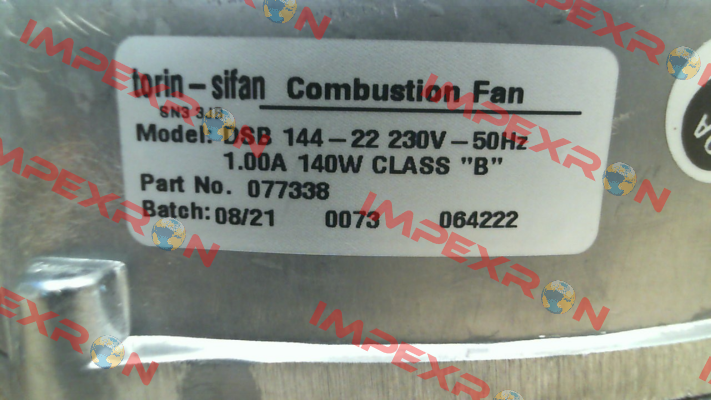 torin-sifan Combustion Fan
SN3 3JB
Model: DSB 144-22 230V-50Hz
1.00A 140W CLASS "B"
Part No. 077338
Batch: 08/21 0073 064222
IMPEXRON
IMPEXRON
IMPEXRON
IMPEXRON
IMPEXRON
IMPEXRON